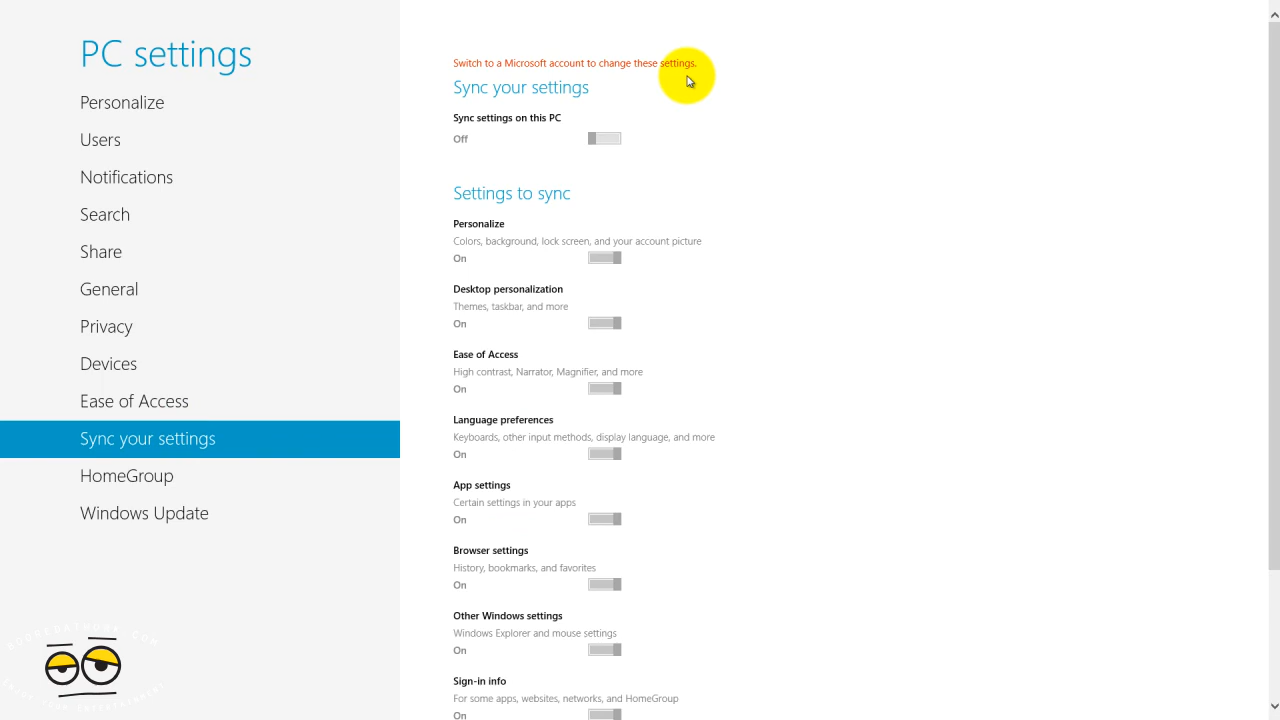 PC settings
Personalize
Users
Notifications
Search
Share
General
Privacy
Devices
Ease of Access
Sync your settings
HomeGroup
Windows Update
Switch to a Microsoft account to change these settings.
Sync your settings
Sync settings on this PC
Off
Settings to sync
Personalize
Colors, background, lock screen, and your account picture
On
Desktop personalization
Themes, taskbar, and more
On
Ease of Access
High contrast, Narrator, Magnifier, and more
On
Language preferences
Keyboards, other input methods, display language, and more
On
App settings
Certain settings in your apps
On
Browser settings
History, bookmarks, and favorites
On
Other Windows settings
Windows Explorer and mouse settings
On
Sign-in info
For some apps, websites, networks, and HomeGroup
On